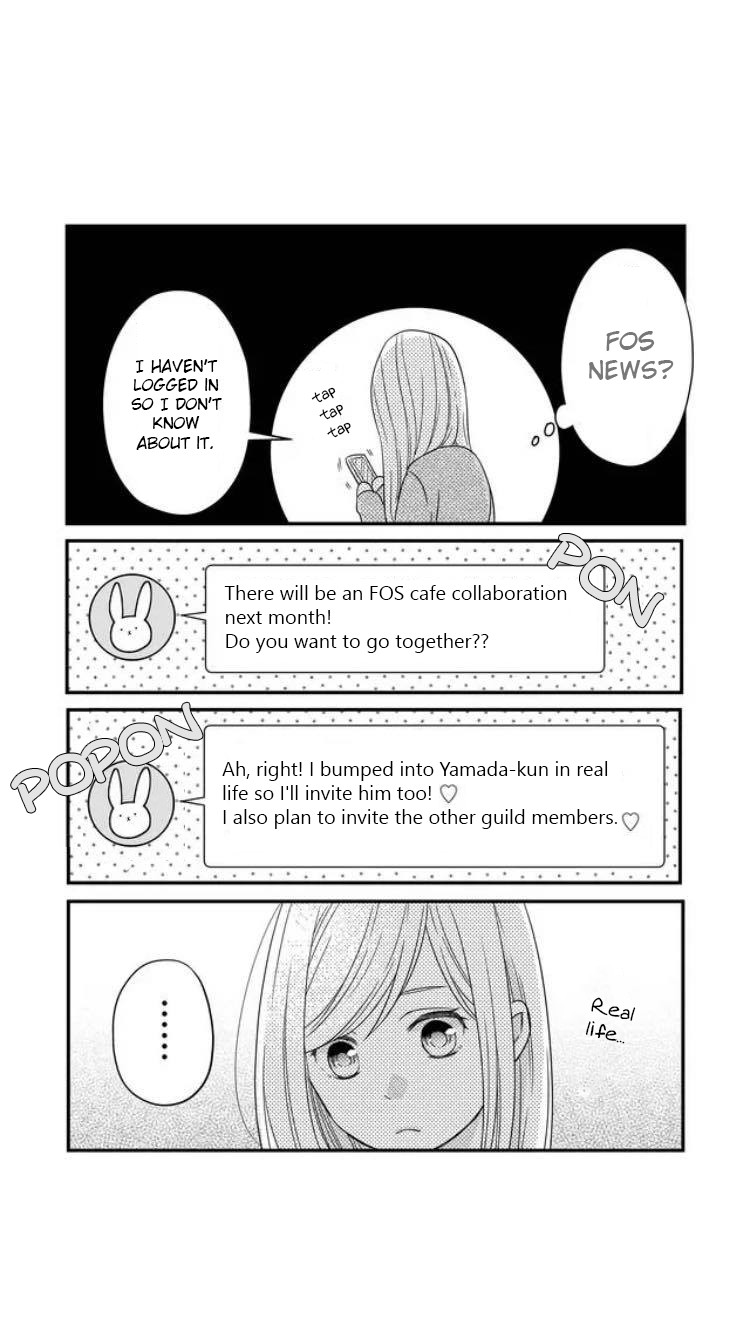 FOS
NEWS?
I HAVEN'T
LOGGED IN
SO I DON'T
KNOW
ABOUT IT.
tap
tap
tap
PON
There will be an FOS cafe collaboration
next month!
Do you want to go together??
POPON
Ah, right! I bumped into Yamada-kun in real
life so I'll invite him too! ♡
I also plan to invite the other guild members. ♡
......
Real
life...